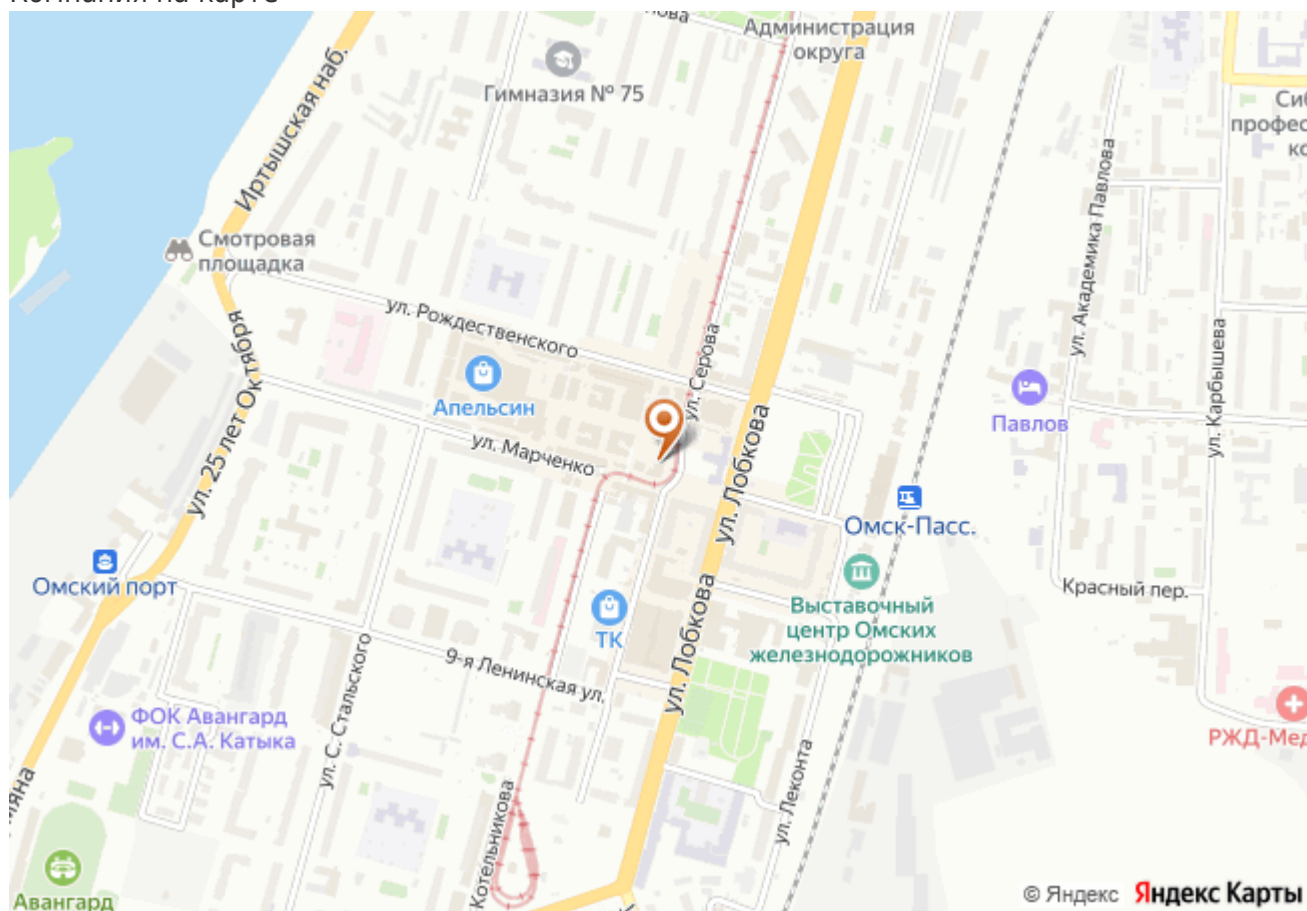 Компания на карте
Администрация
округа
Гимназия № 75
Иртышская наб.
Смотровая
площадка
ул. Рождественского
ул. Серова
ул. Академика Павлова
ул. Карбышева
Апельсин
ул. Марченко
ул. 25 лет Октября
ул. Лобкова
Павлов
Омск-Пасс.
Омский порт
Выставочный
центр Омских
железнодорожников
Красный пер.
ТК
ул. Лобкова
9-я Ленинская ул.
ул. С. Стальского
ФОК Авангард
им. С.А. Катыка
РЖД-Мед
ул. Леконта
Котельникова
Авангард
© Яндекс Яндекс Карты